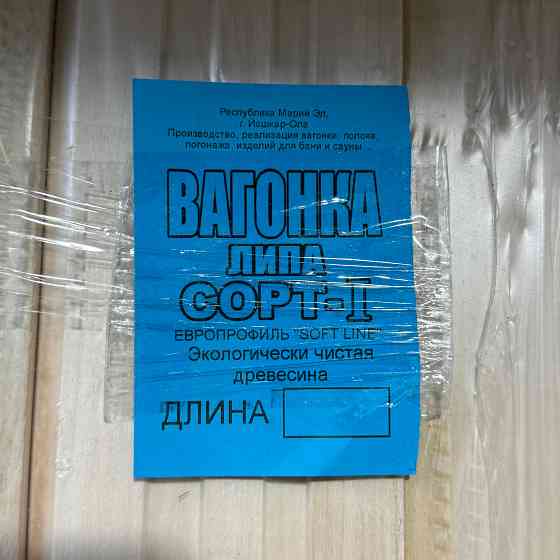 Республика Марий Эл,
г. Йошкар-Ола
Производство, реализация вагонки, полока,
погонажа, изделий для бани и сауны
ВАГОНКА
ЛИПА
СОРТ-I
ЕВРОПРОФИЛЬ "SOFT LINE"
Экологически чистая
древесина
ДЛИНА